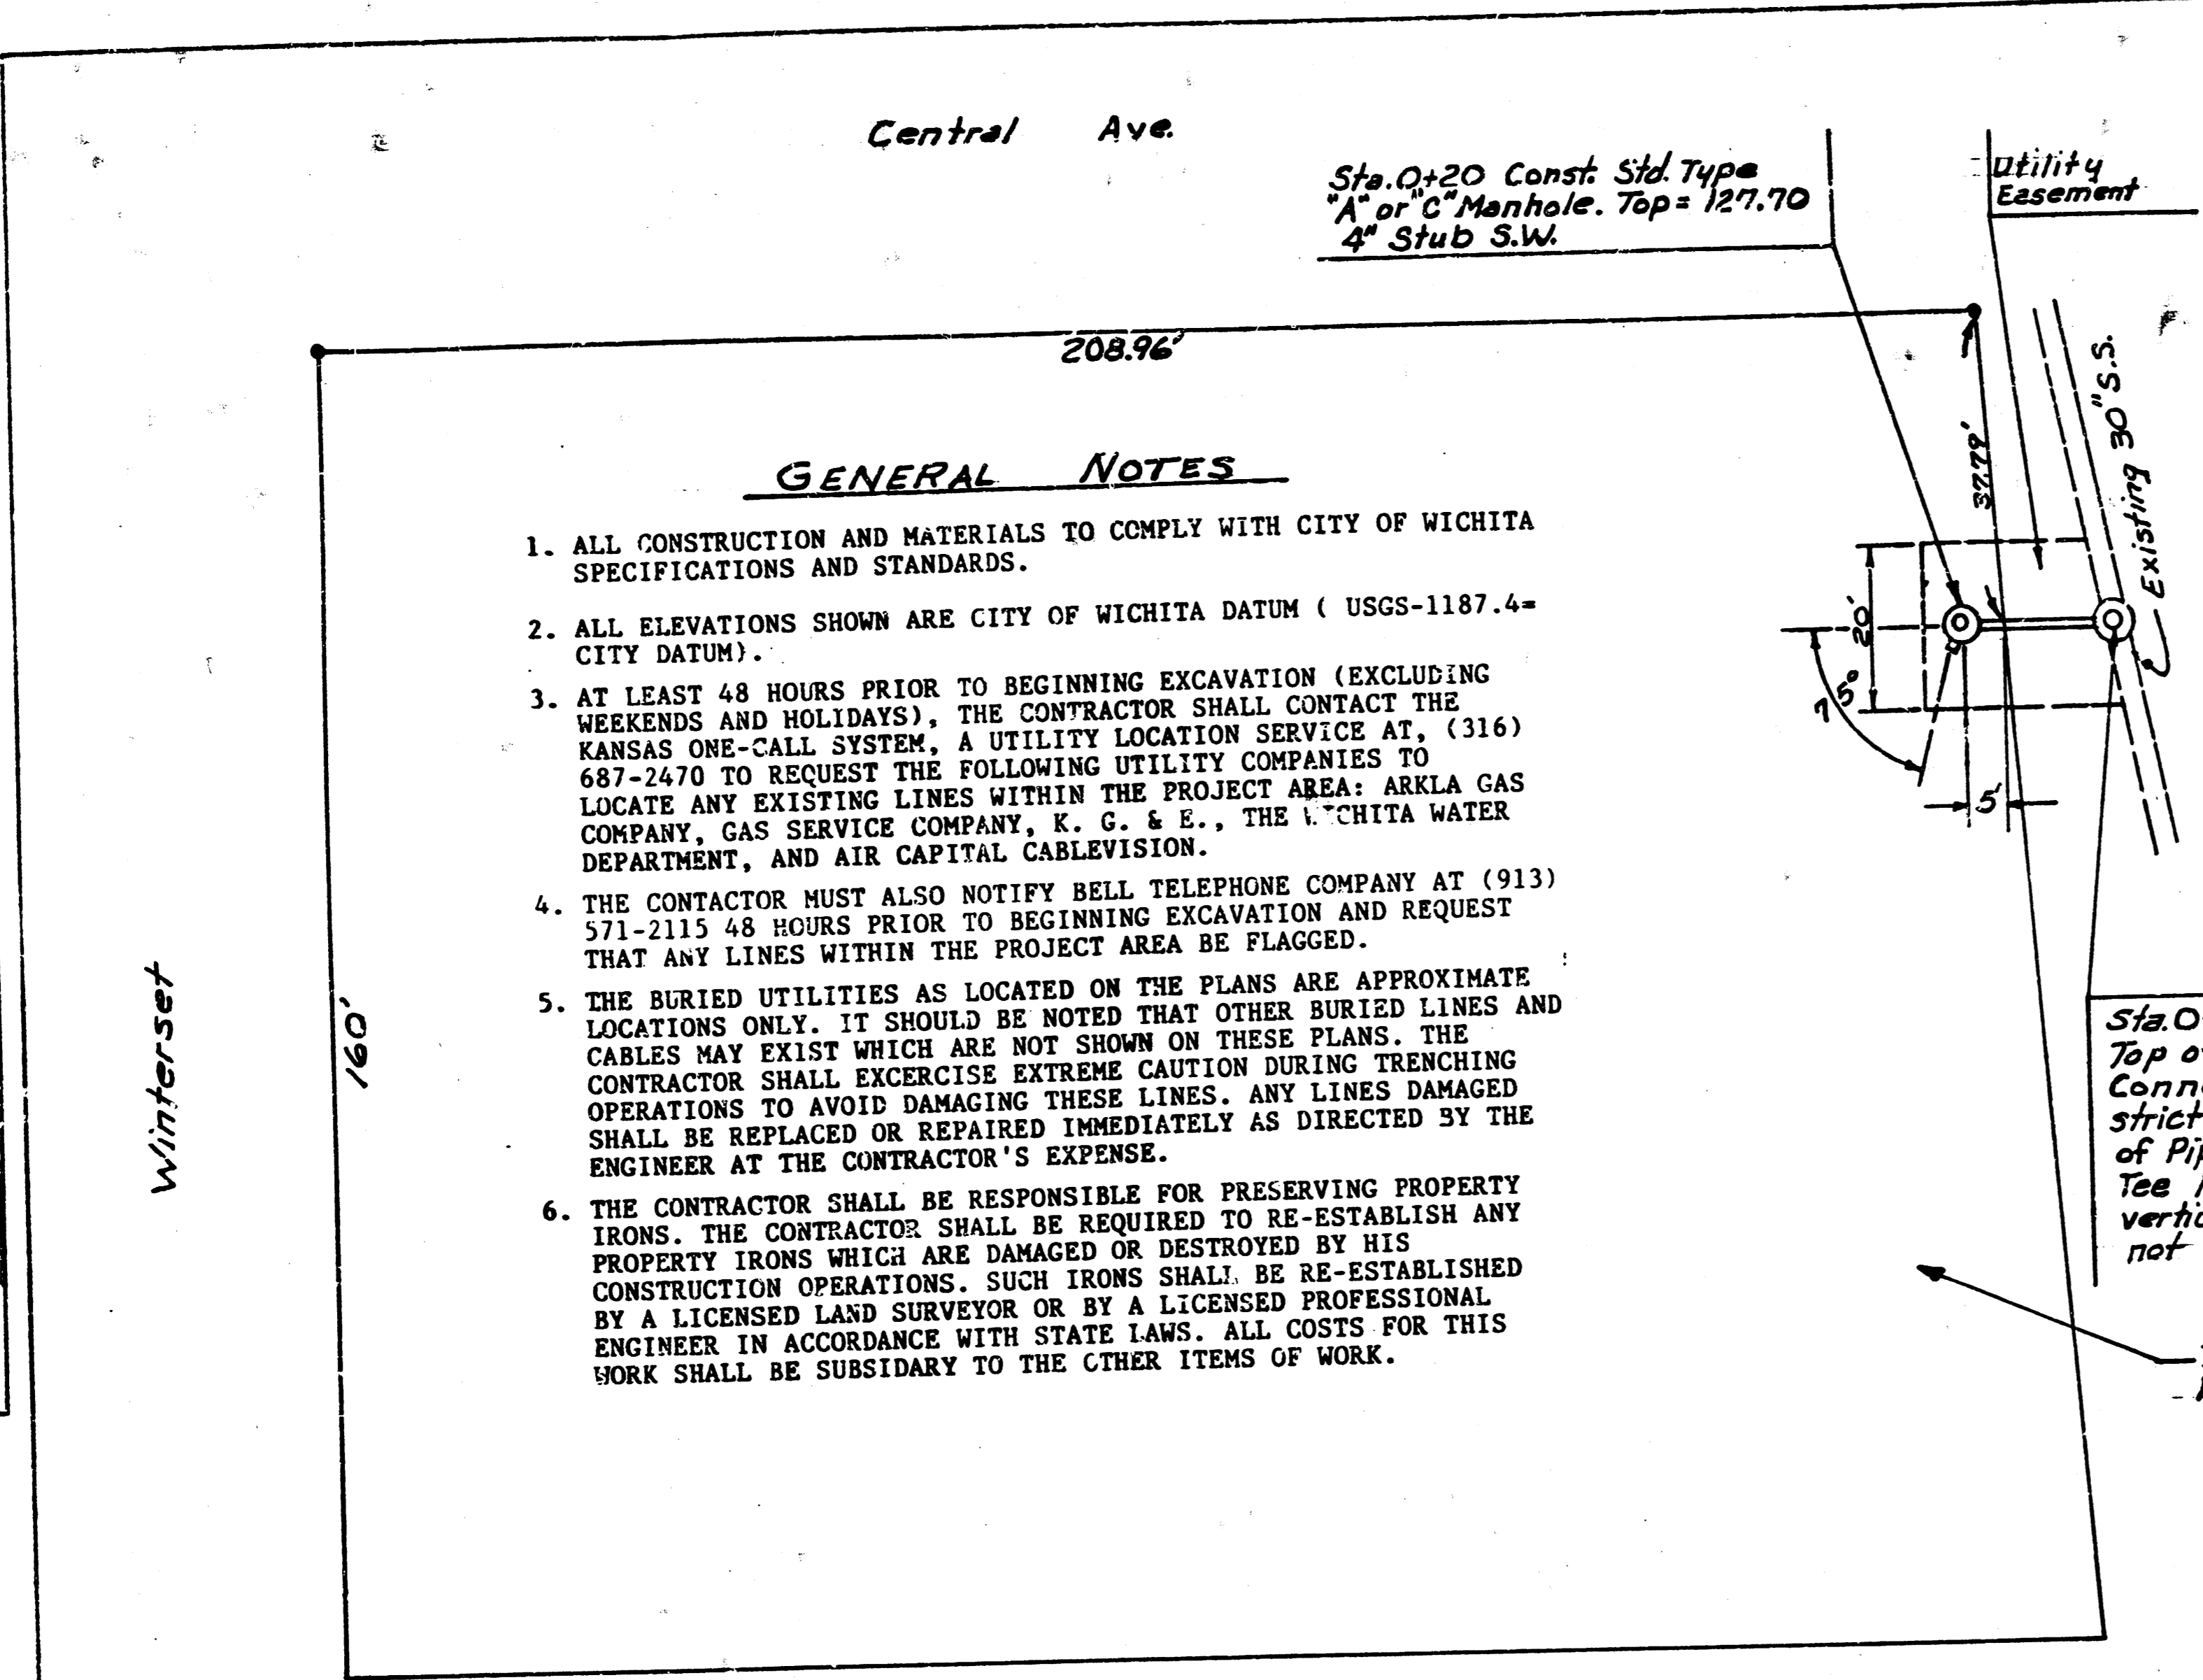 Central Ave.
Sta.0+20 Const. Std. Type
"A" or "C" Manhole. Top = 127.70
4" Stub S.W.
Utility
Easement
208.96'
37.79'
Existing 30" S.S.
20'
75°
5'
GENERAL NOTES
1. ALL CONSTRUCTION AND MATERIALS TO COMPLY WITH CITY OF WICHITA
SPECIFICATIONS AND STANDARDS.
2. ALL ELEVATIONS SHOWN ARE CITY OF WICHITA DATUM ( USGS-1187.4=
CITY DATUM).
3. AT LEAST 48 HOURS PRIOR TO BEGINNING EXCAVATION (EXCLUDING
WEEKENDS AND HOLIDAYS), THE CONTRACTOR SHALL CONTACT THE
KANSAS ONE-CALL SYSTEM, A UTILITY LOCATION SERVICE AT, (316)
687-2470 TO REQUEST THE FOLLOWING UTILITY COMPANIES TO
LOCATE ANY EXISTING LINES WITHIN THE PROJECT AREA: ARKLA GAS
COMPANY, GAS SERVICE COMPANY, K. G. & E., THE WICHITA WATER
DEPARTMENT, AND AIR CAPITAL CABLEVISION.
4. THE CONTACTOR MUST ALSO NOTIFY BELL TELEPHONE COMPANY AT (913)
571-2115 48 HOURS PRIOR TO BEGINNING EXCAVATION AND REQUEST
THAT ANY LINES WITHIN THE PROJECT AREA BE FLAGGED.
5. THE BURIED UTILITIES AS LOCATED ON THE PLANS ARE APPROXIMATE
LOCATIONS ONLY. IT SHOULD BE NOTED THAT OTHER BURIED LINES AND
CABLES MAY EXIST WHICH ARE NOT SHOWN ON THESE PLANS. THE
CONTRACTOR SHALL EXCERCISE EXTREME CAUTION DURING TRENCHING
OPERATIONS TO AVOID DAMAGING THESE LINES. ANY LINES DAMAGED
SHALL BE REPLACED OR REPAIRED IMMEDIATELY AS DIRECTED BY THE
ENGINEER AT THE CONTRACTOR'S EXPENSE.
6. THE CONTRACTOR SHALL BE RESPONSIBLE FOR PRESERVING PROPERTY
IRONS. THE CONTRACTOR SHALL BE REQUIRED TO RE-ESTABLISH ANY
PROPERTY IRONS WHICH ARE DAMAGED OR DESTROYED BY HIS
CONSTRUCTION OPERATIONS. SUCH IRONS SHALL BE RE-ESTABLISHED
BY A LICENSED LAND SURVEYOR OR BY A LICENSED PROFESSIONAL
ENGINEER IN ACCORDANCE WITH STATE LAWS. ALL COSTS FOR THIS
WORK SHALL BE SUBSIDARY TO THE OTHER ITEMS OF WORK.
Winterset
160'
Sta.0
Top
Conn
strict
of
Tee
not